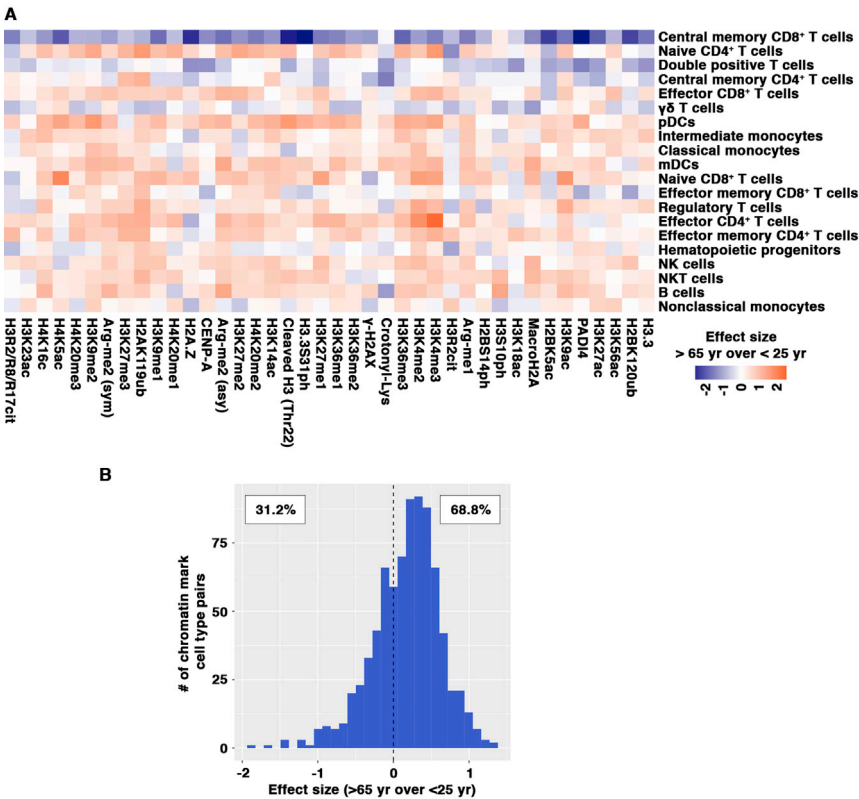 A
Central memory CD8⁺ T cells
Naive CD4⁺ T cells
Double positive T cells
Central memory CD4⁺ T cells
Effector CD8⁺ T cells
γδ T cells
pDCs
Intermediate monocytes
Classical monocytes
mDCs
Naive CD8⁺ T cells
Effector memory CD8⁺ T cells
Regulatory T cells
Effector CD4⁺ T cells
Effector memory CD4⁺ T cells
Hematopoietic progenitors
NK cells
NKT cells
B cells
Nonclassical monocytes
H3R2/R8/R17cit
H3K23ac
H4K16c
H4K5ac
H4K20me3
H3K9me2
Arg-me2 (sym)
H3K27me3
H2AK119ub
H3K9me1
H4K20me1
H2A.Z
CENP-A
Arg-me2 (asy)
H3K27me2
H4K20me2
H3K14ac
Cleaved H3 (Thr22)
H3.3S31ph
H3K27me1
H3K36me1
H3K36me2
γ-H2AX
Crotonyl-Lys
H3K36me3
H3K4me2
H3K4me3
H3R2cit
Arg-me1
H2BS14ph
H3S10ph
H3K18ac
MacroH2A
H2BK5ac
H3K9ac
PADI4
H3K27ac
H3K56ac
H2BK120ub
H3.3
Effect size
> 65 yr over < 25 yr
-2 -1 0 1 2
B
31.2%
68.8%
# of chromatin mark
cell type pairs
75
50
25
0
-2 -1 0 1
Effect size (>65 yr over <25 yr)